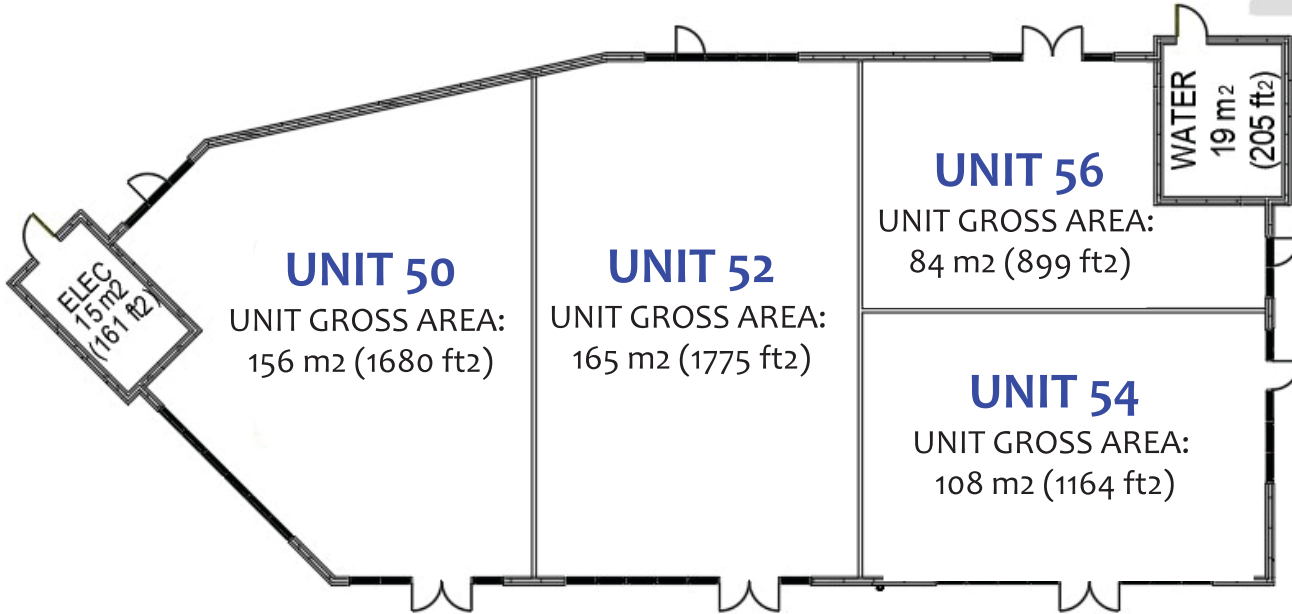 WATER
19 m2
(205 ft2)
UNIT 56
UNIT GROSS AREA:
84 m2 (899 ft2)
ELEC
15 m2
(161 ft2)
UNIT 50
UNIT GROSS AREA:
156 m2 (1680 ft2)
UNIT 52
UNIT GROSS AREA:
165 m2 (1775 ft2)
UNIT 54
UNIT GROSS AREA:
108 m2 (1164 ft2)